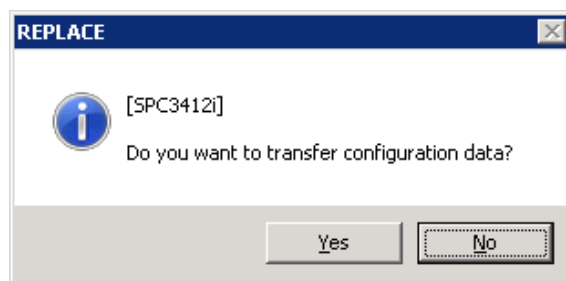 REPLACE
[SPC3412i]
Do you want to transfer configuration data?
Yes
No